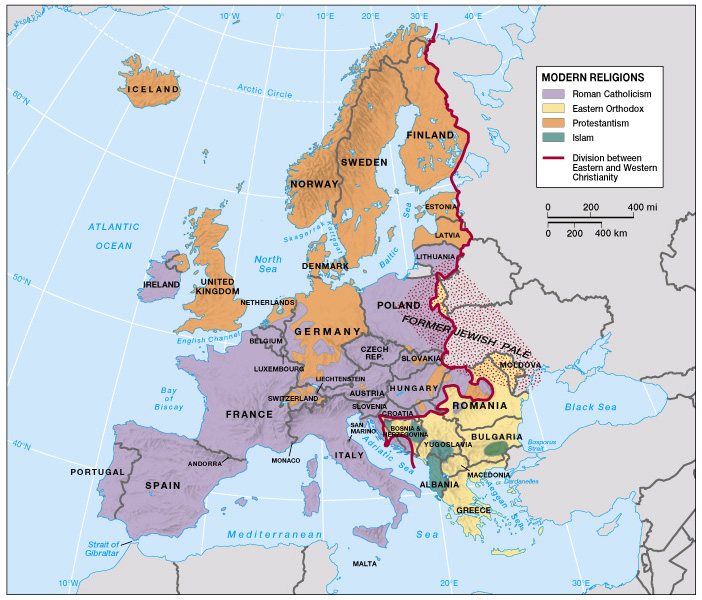 10°W
0°
10°E
20°E
30°E
40°E
60°N
50°N
40°N
Arctic Circle
ICELAND
FINLAND
SWEDEN
NORWAY
MODERN RELIGIONS
Roman Catholicism
Eastern Orthodox
Protestantism
Islam
Division between
Eastern and Western
Christianity
0 200 400 mi
0 200 400 km
ATLANTIC
OCEAN
North
Sea
Skagerrak
Kattegat
Baltic
Sea
ESTONIA
LATVIA
LITHUANIA
DENMARK
IRELAND
UNITED
KINGDOM
NETHERLANDS
POLAND
GERMANY
FORMER JEWISH PALE
English Channel
BELGIUM
CZECH
REP.
SLOVAKIA
MOLDOVA
LUXEMBOURG
LIECHTENSTEIN
Bay
of
Biscay
SWITZERLAND
AUSTRIA
HUNGARY
SLOVENIA
CROATIA
ROMANIA
Black Sea
FRANCE
SAN
MARINO
BOSNIA &
HERZEGOVINA
YUGOSLAVIA
BULGARIA
Bosporus
Strait
Adriatic Sea
ITALY
ANDORRA
MONACO
PORTUGAL
SPAIN
MACEDONIA
Dardanelles
ALBANIA
Aegean Sea
GREECE
Mediterranean
Sea
Strait of
Gibraltar
MALTA
10°W
0°
20°E
30°E